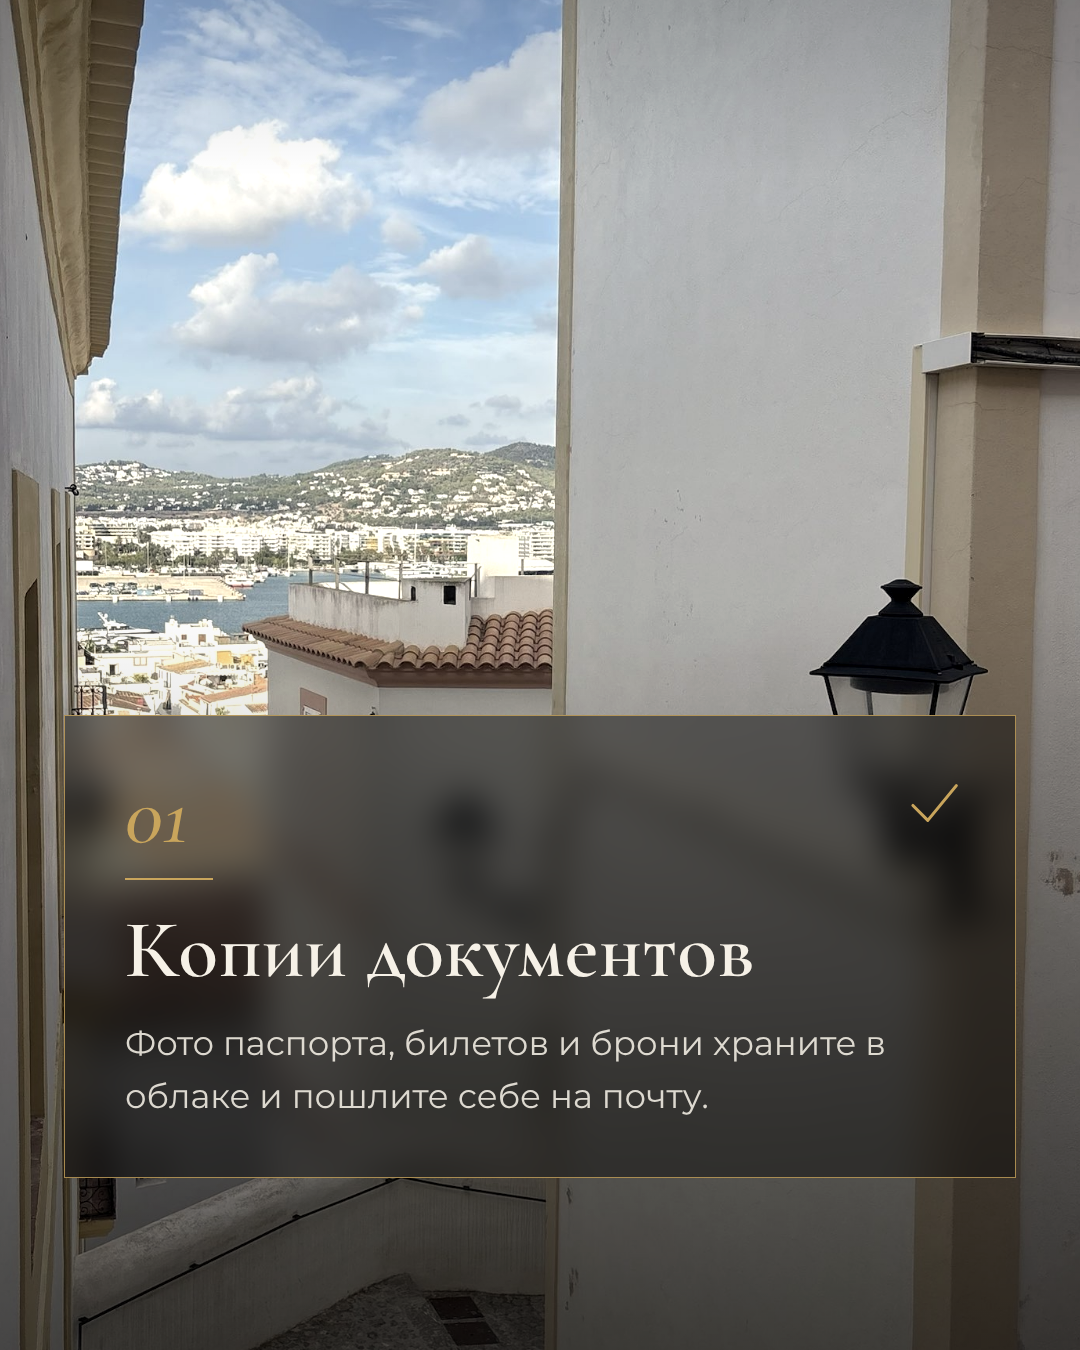 01
Копии документов
Фото паспорта, билетов и брони храните в
облаке и пошлите себе на почту.